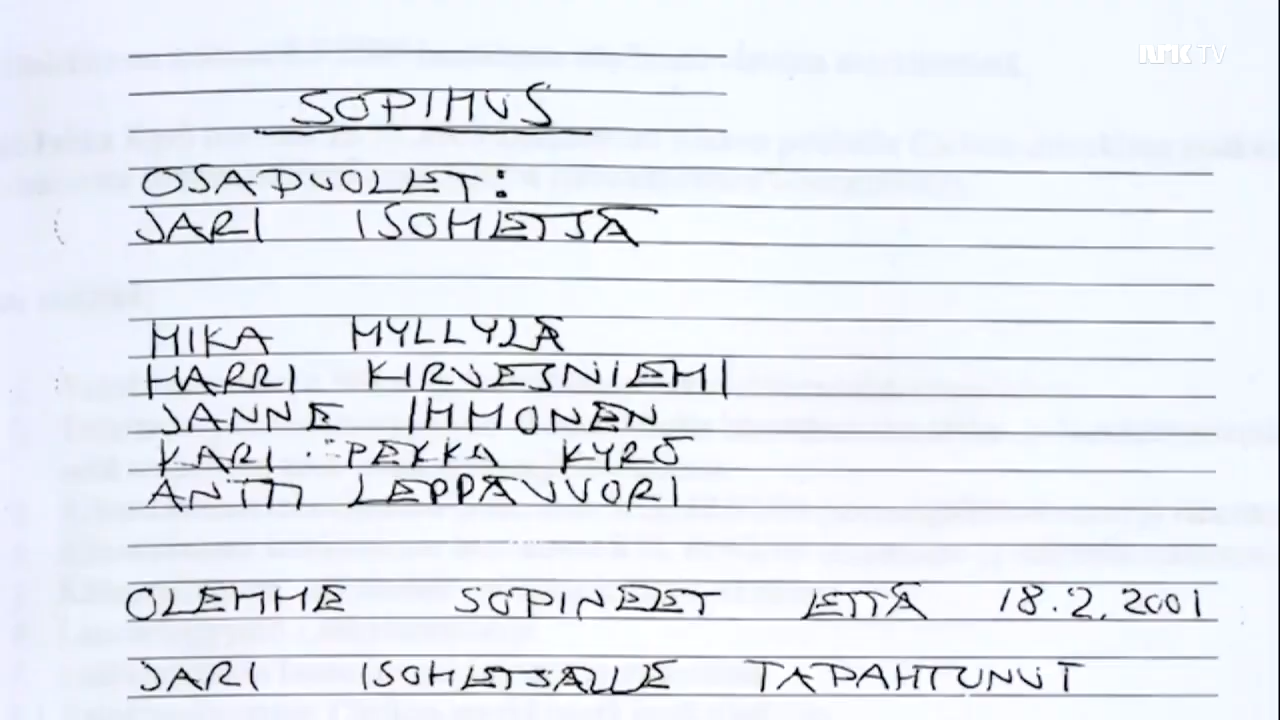 NRK TV
SOPIMUS
OSAPUOLET:
JARI ISOMETSÄ
MIKA MYLLYLÄ
HARRI KIRVESNIEMI
JANNE IMMONEN
KARI-PEKKA KYRÖ
ANTTI LEPPÄVUORI
OLEMME SOPINEET ETTÄ 18.2.2001
JARI ISOMETSÄLLE TAPAHTUNUT